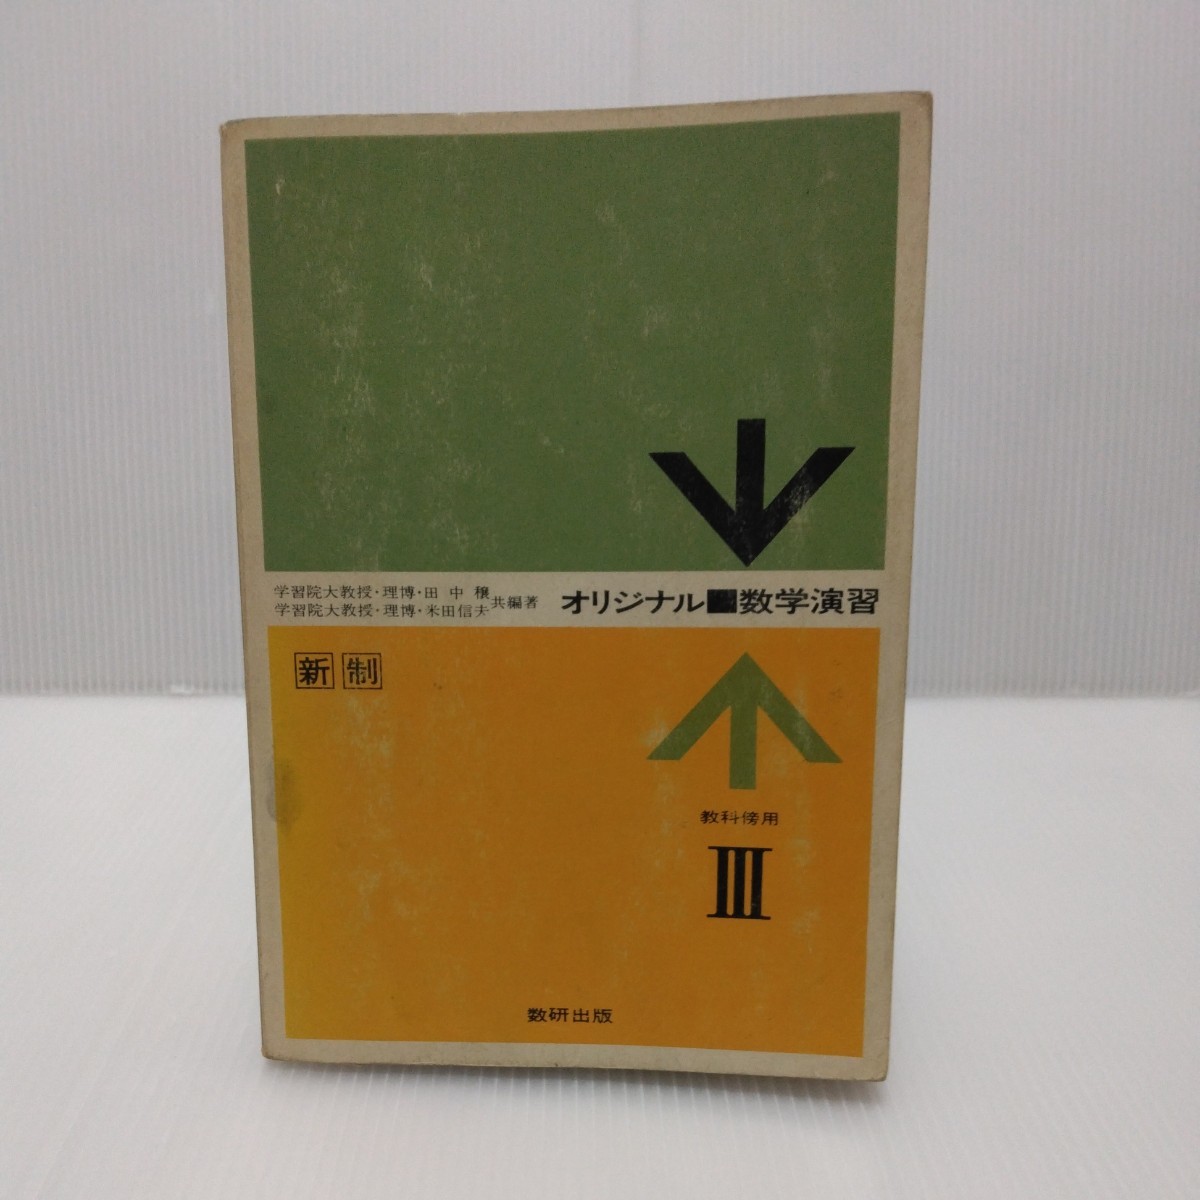 学習院大教授・理博・田中穣
学習院大教授・理博・米田信夫
共編著
オリジナル■数学演習
新制
教科傍用
III
数研出版